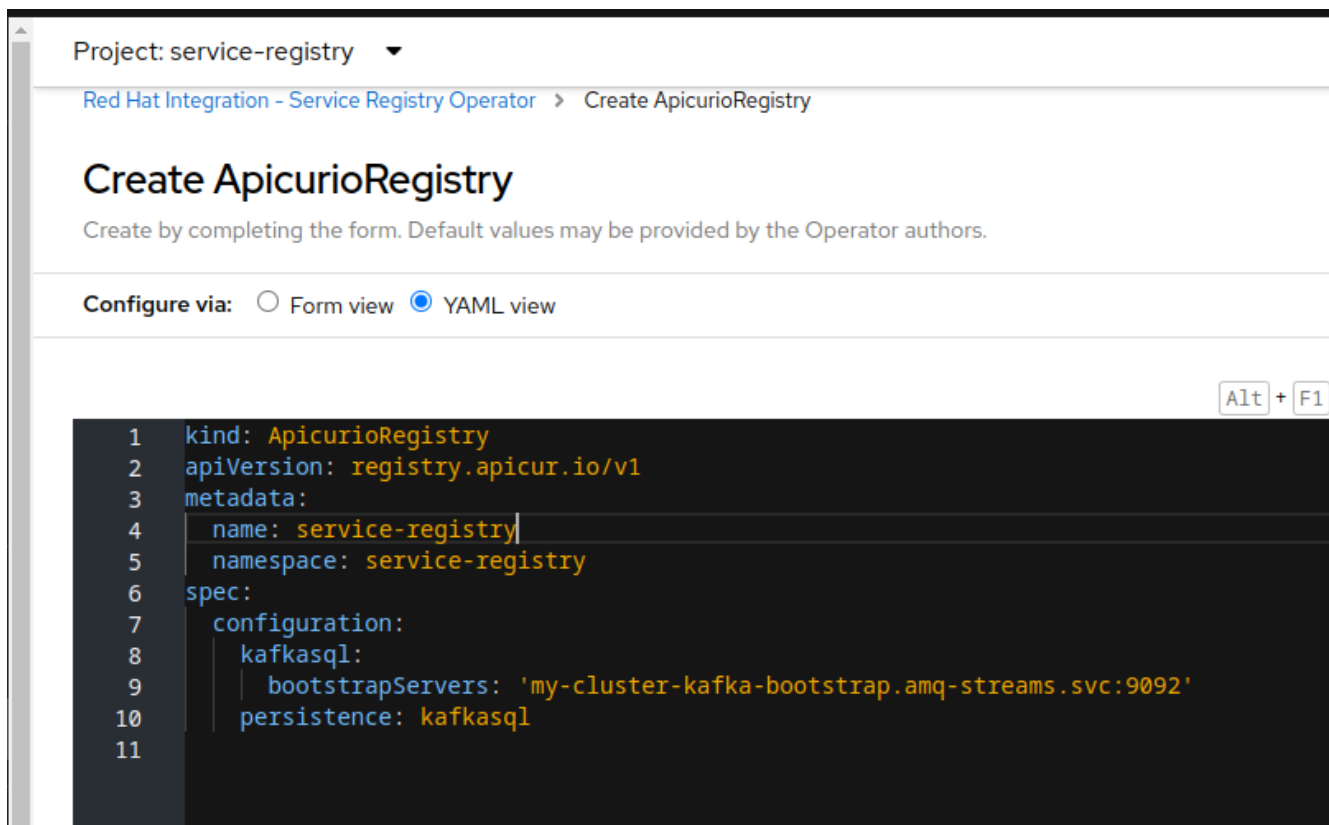 Project: service-registry
Red Hat Integration - Service Registry Operator > Create ApicurioRegistry
Create ApicurioRegistry
Create by completing the form. Default values may be provided by the Operator authors.
Configure via: Form view YAML view
Alt + F1
1 kind: ApicurioRegistry
2 apiVersion: registry.apicur.io/v1
3 metadata:
4   name: service-registry
5   namespace: service-registry
6 spec:
7   configuration:
8     kafkasql:
9       bootstrapServers: 'my-cluster-kafka-bootstrap.amq-streams.svc:9092'
10     persistence: kafkasql
11